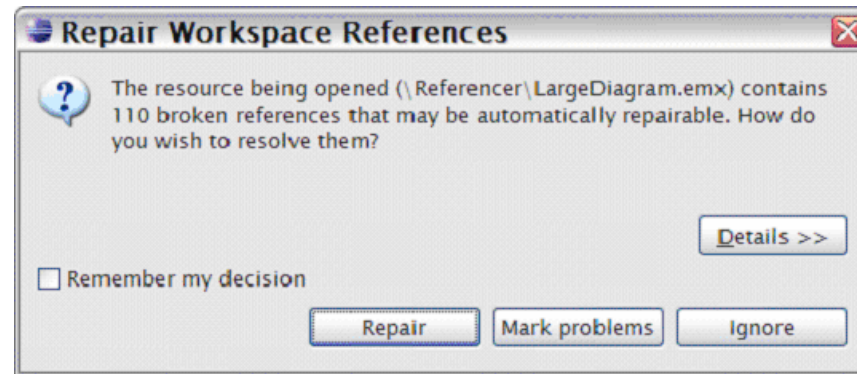 Repair Workspace References
The resource being opened (\Referencer\LargeDiagram.emx) contains
110 broken references that may be automatically repairable. How do
you wish to resolve them?
Details >>
Remember my decision
Repair Mark problems Ignore